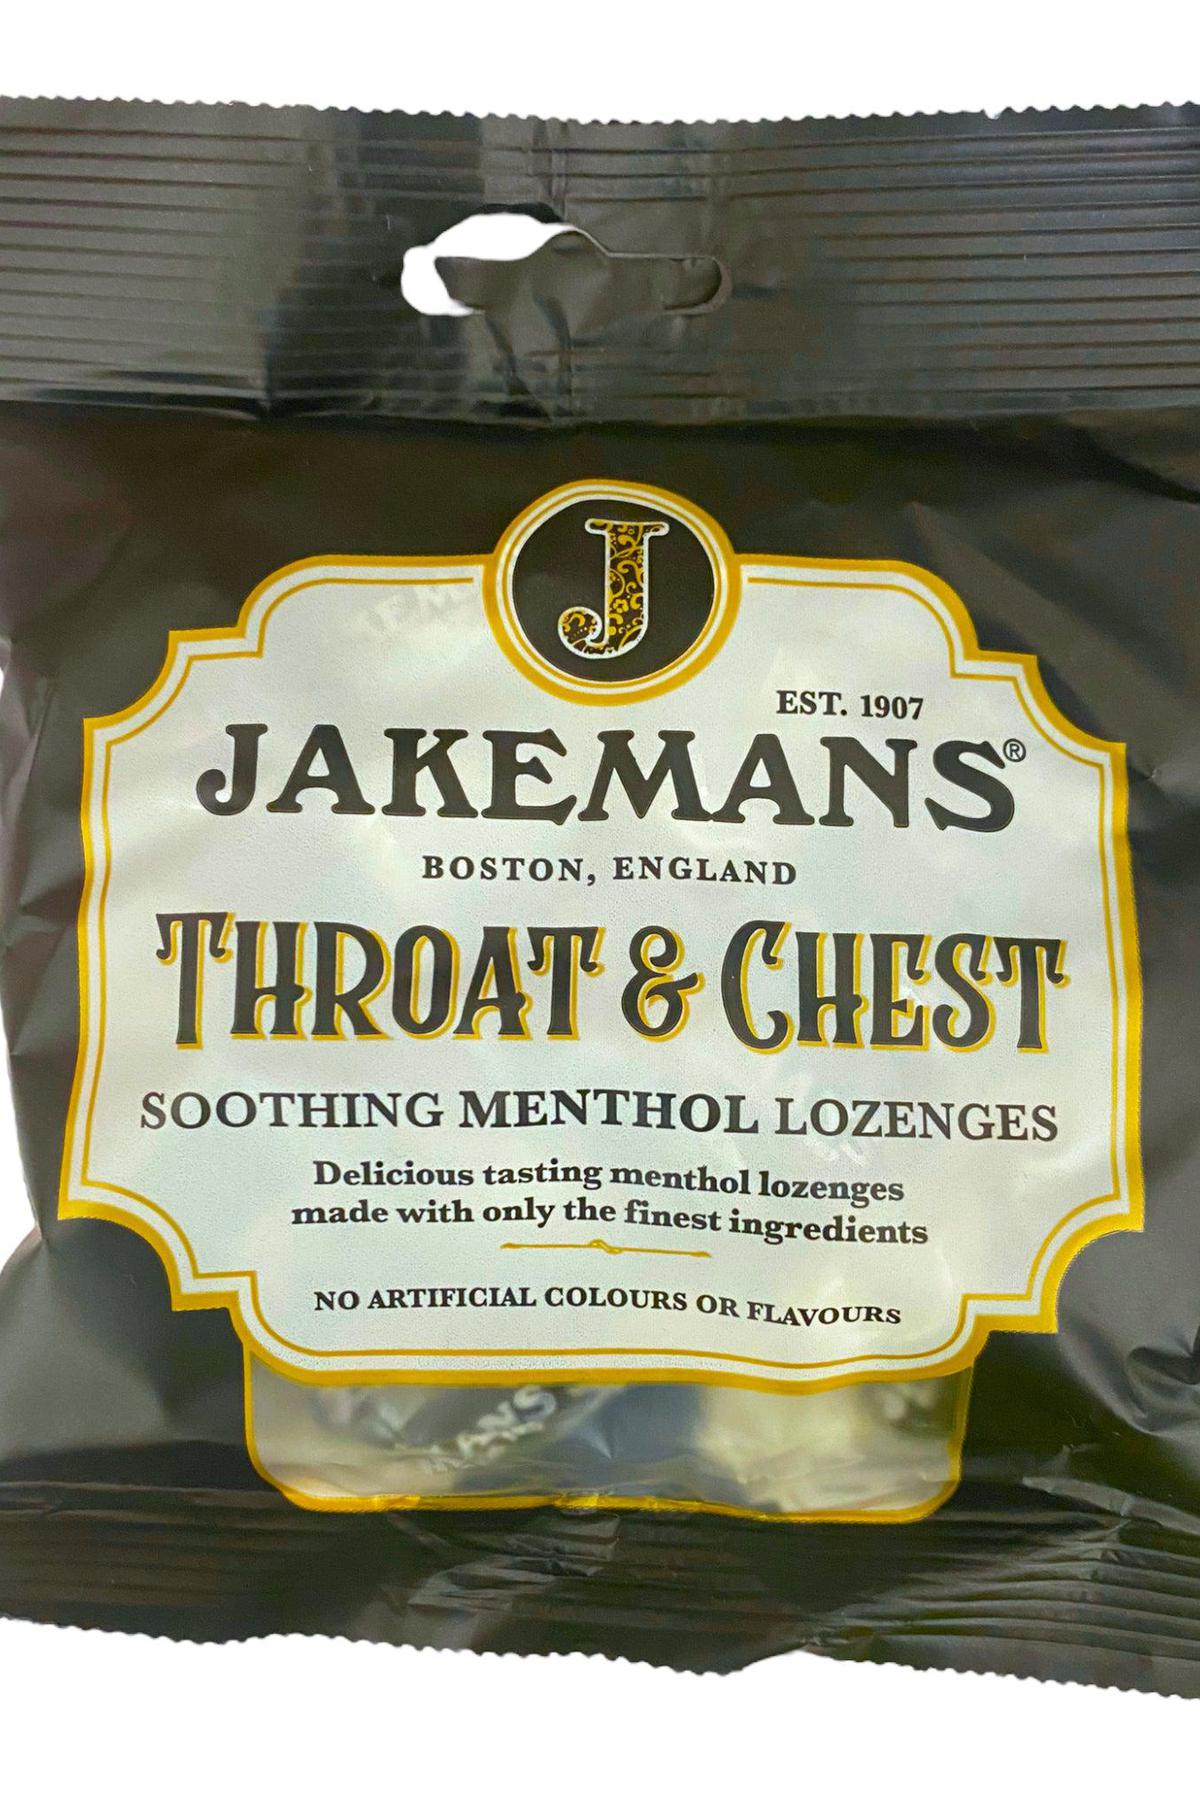 J
EST. 1907
JAKEMANS®
BOSTON, ENGLAND
THROAT & CHEST
SOOTHING MENTHOL LOZENGES
Delicious tasting menthol lozenges
made with only the finest ingredients
NO ARTIFICIAL COLOURS OR FLAVOURS